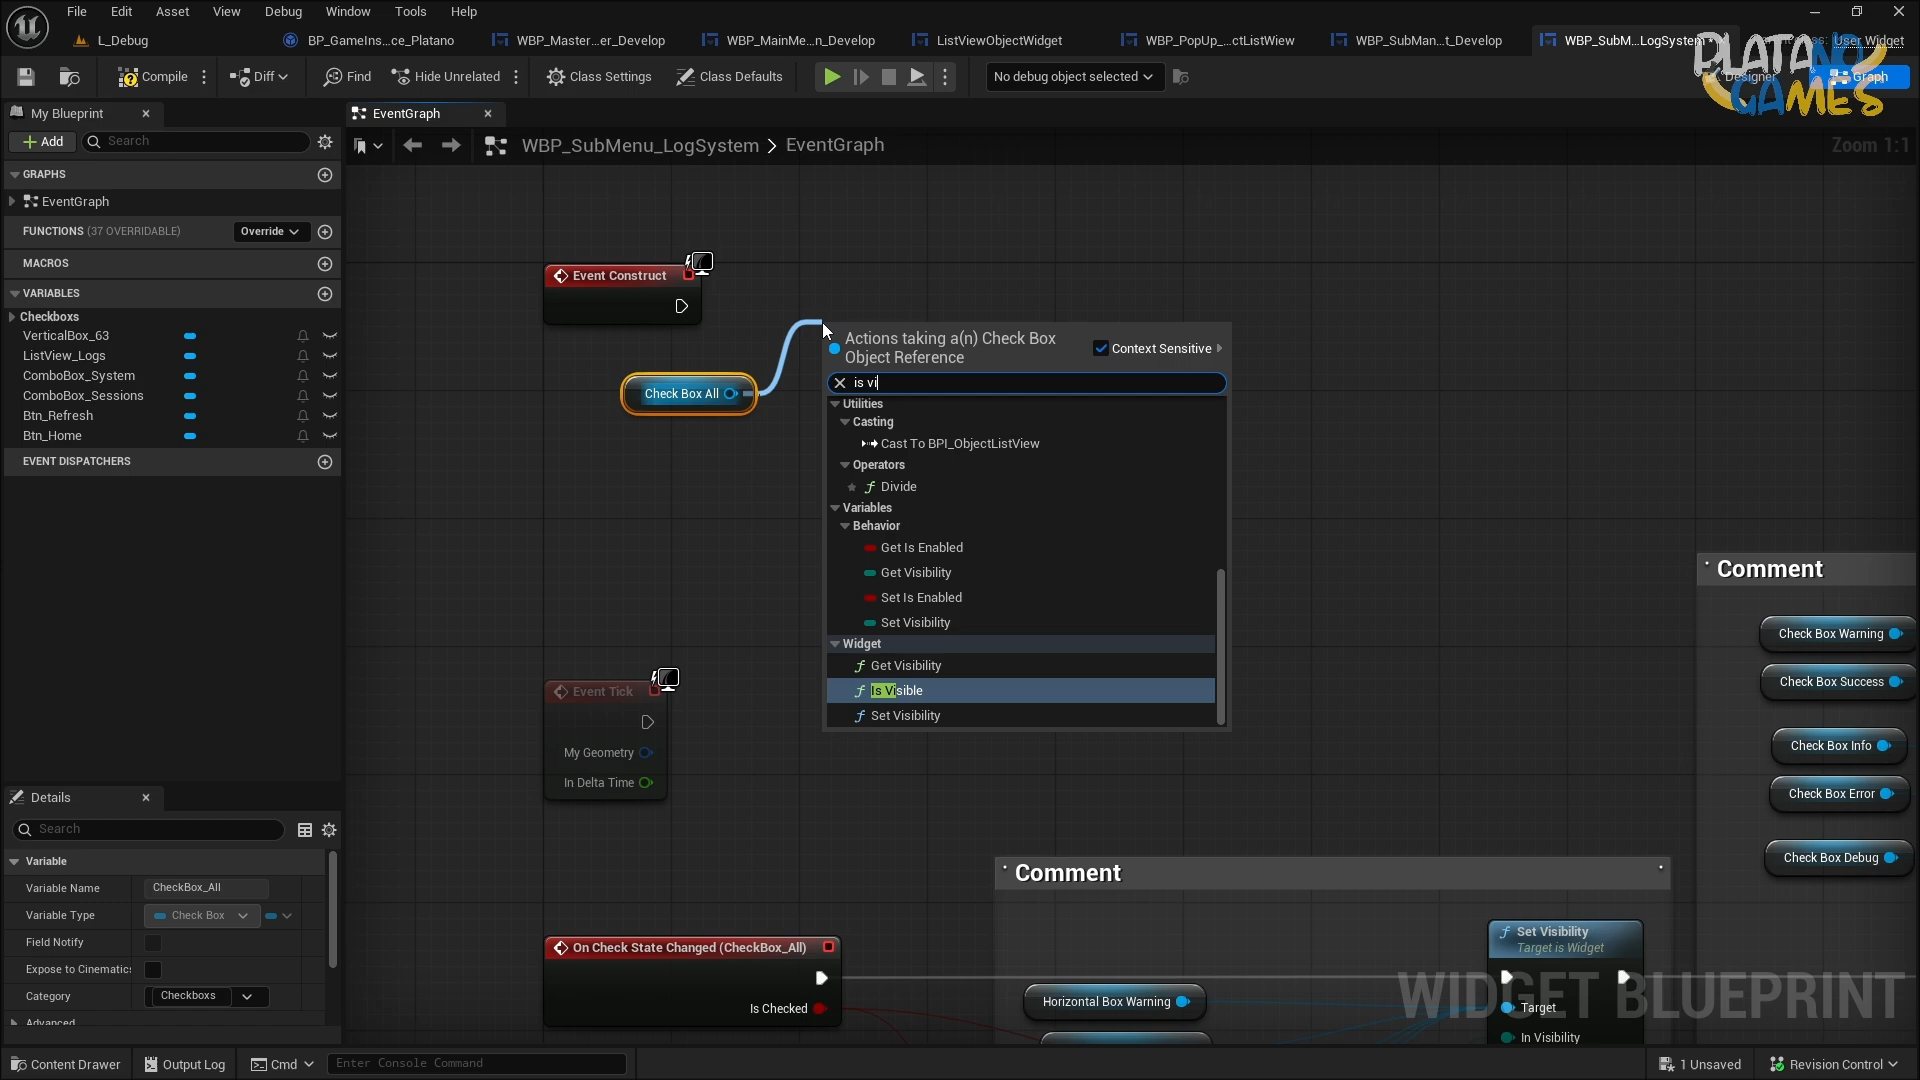 File Edit Asset View Debug Window Tools Help
L_Debug BP_GameIns...ce_Platano WBP_Master...er_Develop WBP_MainMe...n_Develop ListViewObjectWidget WBP_PopUp_...ctListWiew WBP_SubMan...t_Develop WBP_SubM...LogSystem User Widget
PLATANO GAMES
Compile Diff Find Hide Unrelated Class Settings Class Defaults No debug object selected Designer Graph
My Blueprint EventGraph
Add Search WBP_SubMenu_LogSystem > EventGraph Zoom 1:1
GRAPHS
EventGraph
FUNCTIONS (37 OVERRIDABLE) Override
MACROS
VARIABLES
Checkboxs
VerticalBox_63
ListView_Logs
ComboBox_System
ComboBox_Sessions
Btn_Refresh
Btn_Home
EVENT DISPATCHERS
Event Construct
Check Box All
Actions taking a(n) Check Box
Object Reference
Context Sensitive
is vi
Utilities
Casting
Cast To BPI_ObjectListView
Operators
Divide
Variables
Behavior
Get Is Enabled
Get Visibility
Set Is Enabled
Set Visibility
Widget
Get Visibility
Is Visible
Set Visibility
Event Tick
My Geometry
In Delta Time
Comment
Check Box Warning
Check Box Success
Check Box Info
Check Box Error
Check Box Debug
Comment
On Check State Changed (CheckBox_All)
Is Checked
Horizontal Box Warning
Set Visibility
Target is Widget
Target
In Visibility
WIDGET BLUEPRINT
Details
Search
Variable
Variable Name CheckBox_All
Variable Type Check Box
Field Notify
Expose to Cinematics
Category Checkboxs
Advanced
Content Drawer Output Log Cmd Enter Console Command 1 Unsaved Revision Control